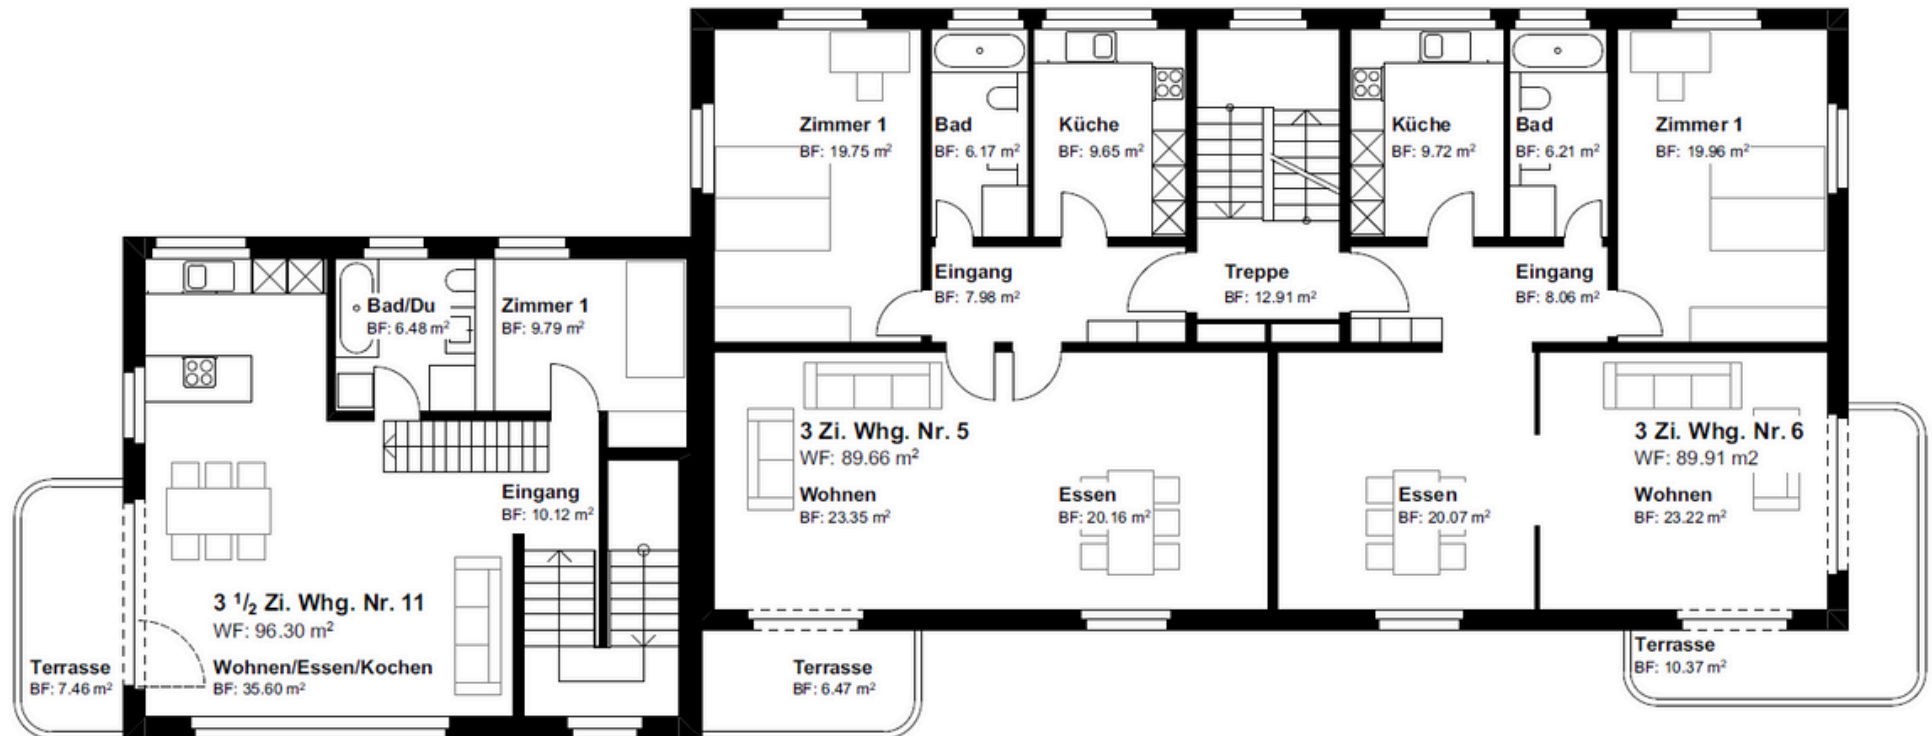 Zimmer 1
BF: 19.75 m²
Bad
BF: 6.17 m²
Küche
BF: 9.65 m²
Küche
BF: 9.72 m²
Bad
BF: 6.21 m²
Zimmer 1
BF: 19.96 m²
Eingang
BF: 7.98 m²
Treppe
BF: 12.91 m²
Eingang
BF: 8.06 m²
Bad/Du
BF: 6.48 m²
Zimmer 1
BF: 9.79 m²
3 Zi. Whg. Nr. 5
WF: 89.66 m²
Wohnen
BF: 23.35 m²
Essen
BF: 20.16 m²
Essen
BF: 20.07 m²
3 Zi. Whg. Nr. 6
WF: 89.91 m2
Wohnen
BF: 23.22 m²
Eingang
BF: 10.12 m²
3 1/2 Zi. Whg. Nr. 11
WF: 96.30 m²
Wohnen/Essen/Kochen
BF: 35.60 m²
Terrasse
BF: 7.46 m²
Terrasse
BF: 6.47 m²
Terrasse
BF: 10.37 m²